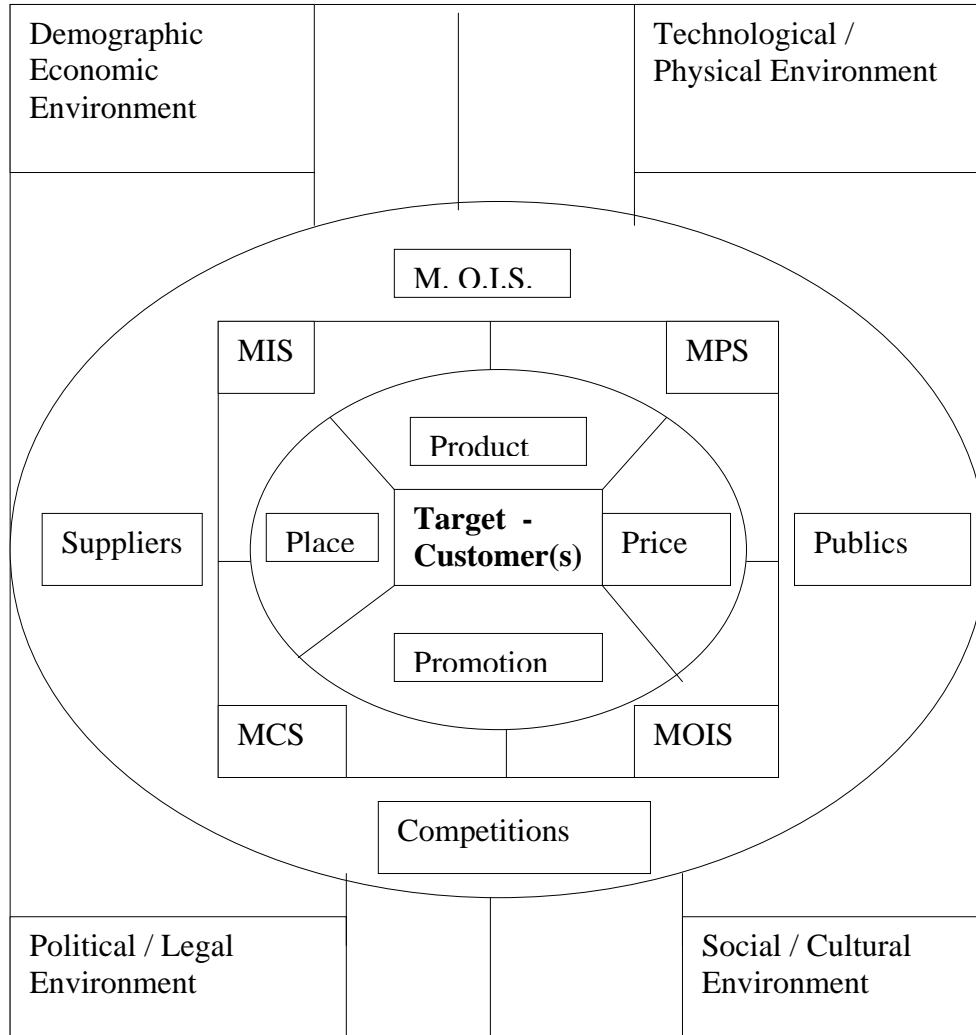 Demographic
Economic
Environment
Technological /
Physical Environment
M. O.I.S.
MIS
MPS
Product
Target -
Customer(s)
Suppliers
Place
Price
Publics
Promotion
MCS
MOIS
Competitions
Political / Legal
Environment
Social / Cultural
Environment